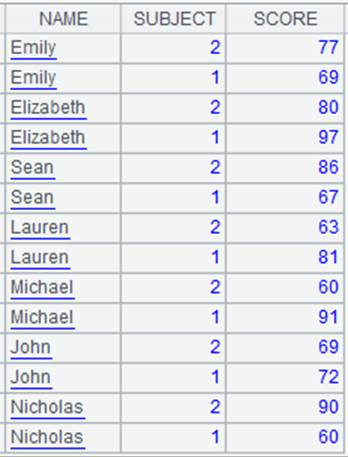 NAME SUBJECT SCORE
Emily 2 77
Emily 1 69
Elizabeth 2 80
Elizabeth 1 97
Sean 2 86
Sean 1 67
Lauren 2 63
Lauren 1 81
Michael 2 60
Michael 1 91
John 2 69
John 1 72
Nicholas 2 90
Nicholas 1 60